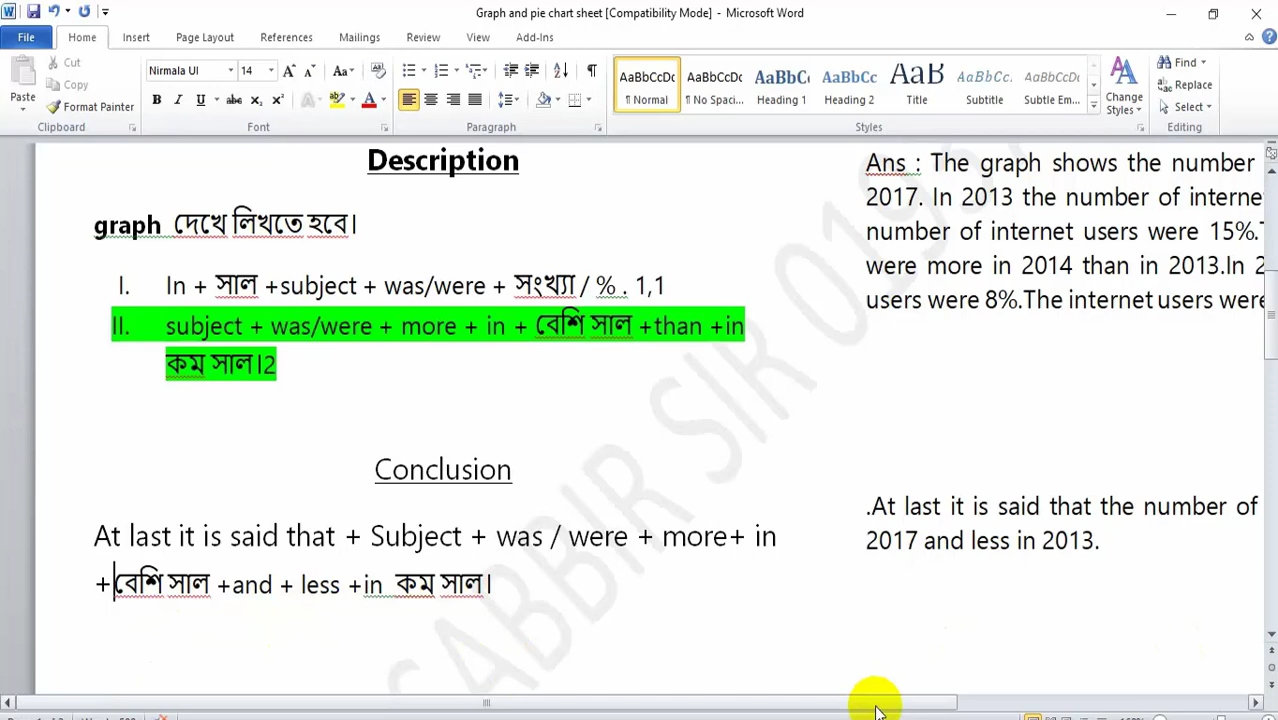 Graph and pie chart sheet [Compatibility Mode] - Microsoft Word
File Home Insert Page Layout References Mailings Review View Add-Ins
Paste
Cut
Copy
Format Painter
Clipboard
Nirmala UI 14
Font
Paragraph
AaBbCcDc
¶ Normal
AaBbCcDc
¶ No Spaci...
AaBbC
Heading 1
AaBbCc
Heading 2
AaB
Title
AaBbCcL
Subtitle
AaBbCcDc
Subtle Em...
Styles
Change
Styles
Find
Replace
Select
Editing
Description
graph দেখে লিখতে হবে।
I. In + সাল +subject + was/were + সংখ্যা / % . 1,1
II. subject + was/were + more + in + বেশি সাল +than +in
কম সাল।2
Conclusion
At last it is said that + Subject + was / were + more+ in
+বেশি সাল +and + less +in কম সাল।
Ans : The graph shows the number
2017. In 2013 the number of interne
number of internet users were 15%.
were more in 2014 than in 2013.In 2
users were 8%.The internet users were
.At last it is said that the number of
2017 and less in 2013.
SABBIR SIR